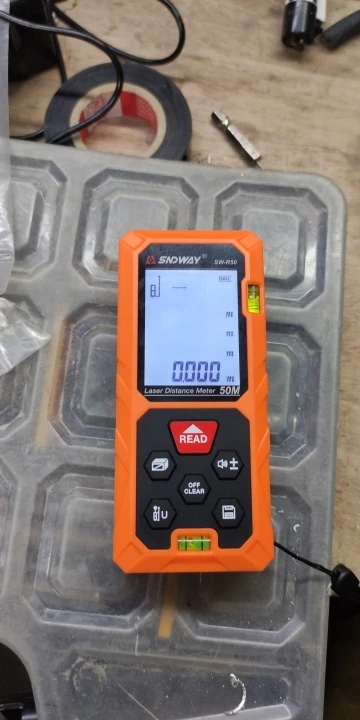 SNDWAY® SW-R50
m
m
m
0.000 m
Laser Distance Meter 50M
READ
±
OFF
CLEAR
U